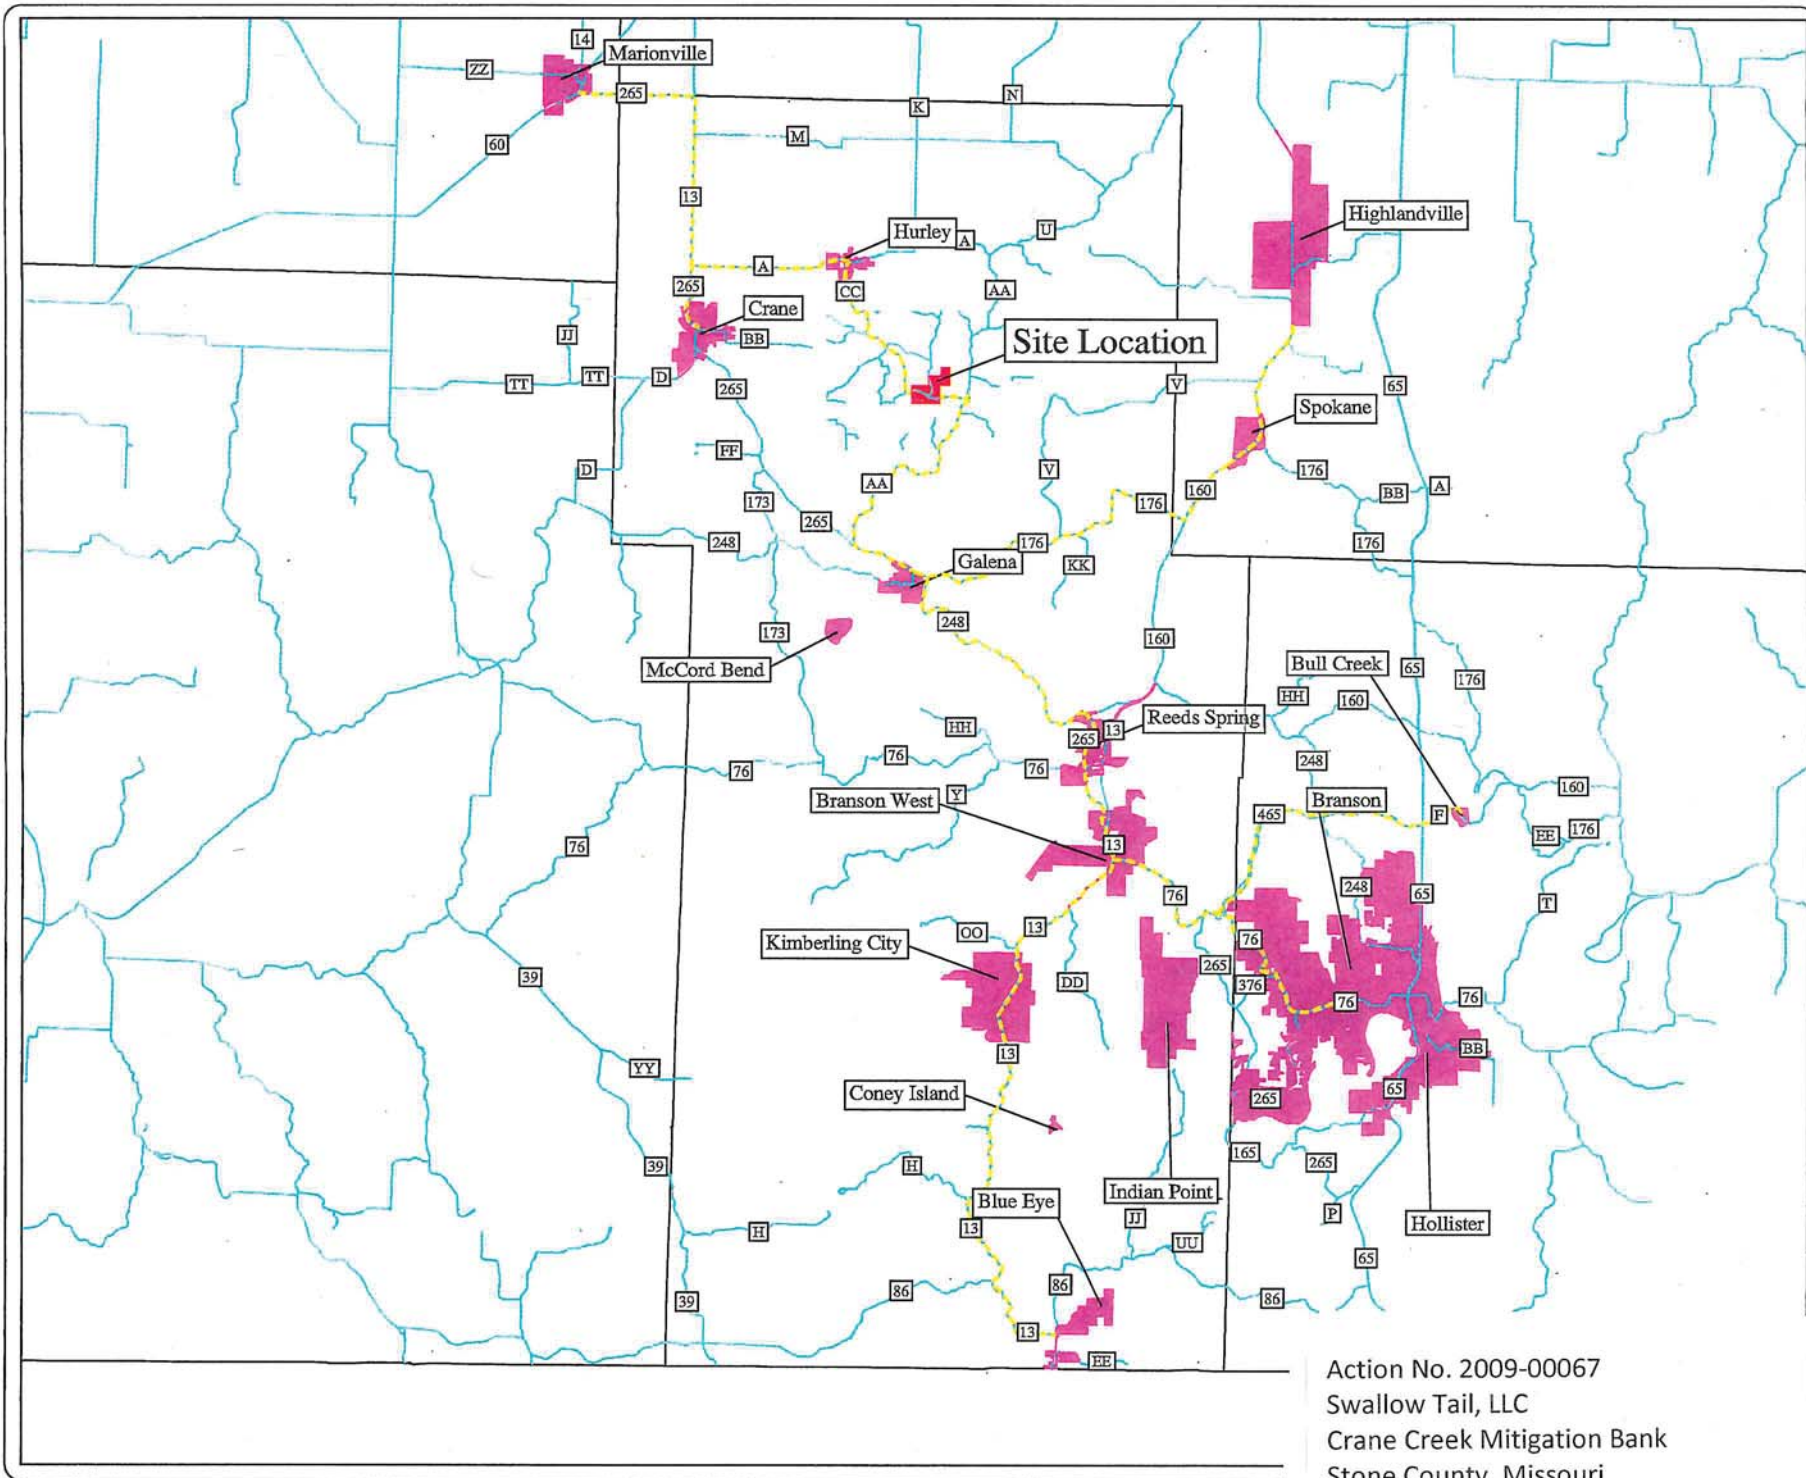 14
Marionville
ZZ
265
K
N
60
M
13
Highlandville
Hurley
A
U
A
265
CC
AA
Crane
JJ
BB
Site Location
TT
TT
D
265
V
65
Spokane
FF
D
AA
V
176
160
BB
A
173
176
265
248
176
176
Galena
KK
248
173
160
McCord Bend
Bull Creek
65
176
HH
160
HH
Reeds Spring
13
265
76
76
76
248
160
Branson West
Y
Branson
465
F
EE
176
76
13
76
248
65
T
OO
13
Kimberling City
76
265
39
DD
376
76
76
13
BB
YY
Coney Island
65
265
39
H
165
265
Indian Point
Blue Eye
JJ
P
Hollister
H
13
UU
65
86
86
39
86
13
EE
Action No. 2009-00067
Swallow Tail, LLC
Crane Creek Mitigation Bank
Stone County, Missouri